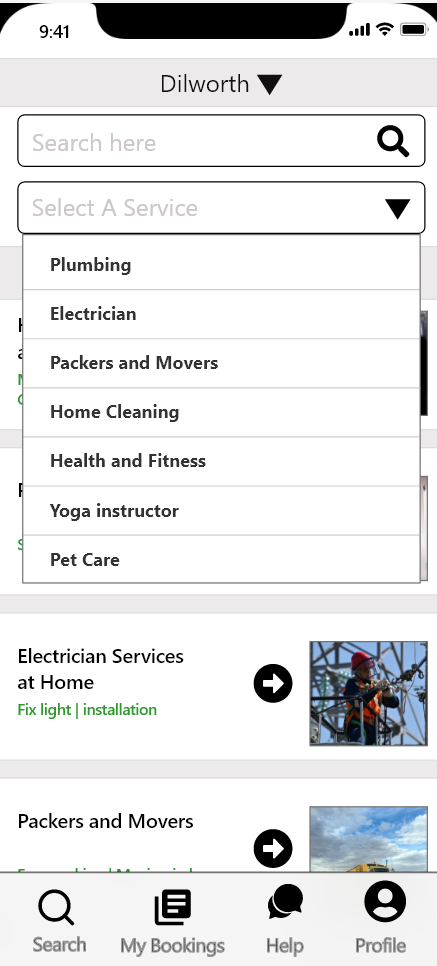 9:41
Dilworth
Search here
Select A Service
Plumbing
Electrician
Packers and Movers
Home Cleaning
Health and Fitness
Yoga instructor
Pet Care
Electrician Services
at Home
Fix light | installation
Packers and Movers
Search
My Bookings
Help
Profile